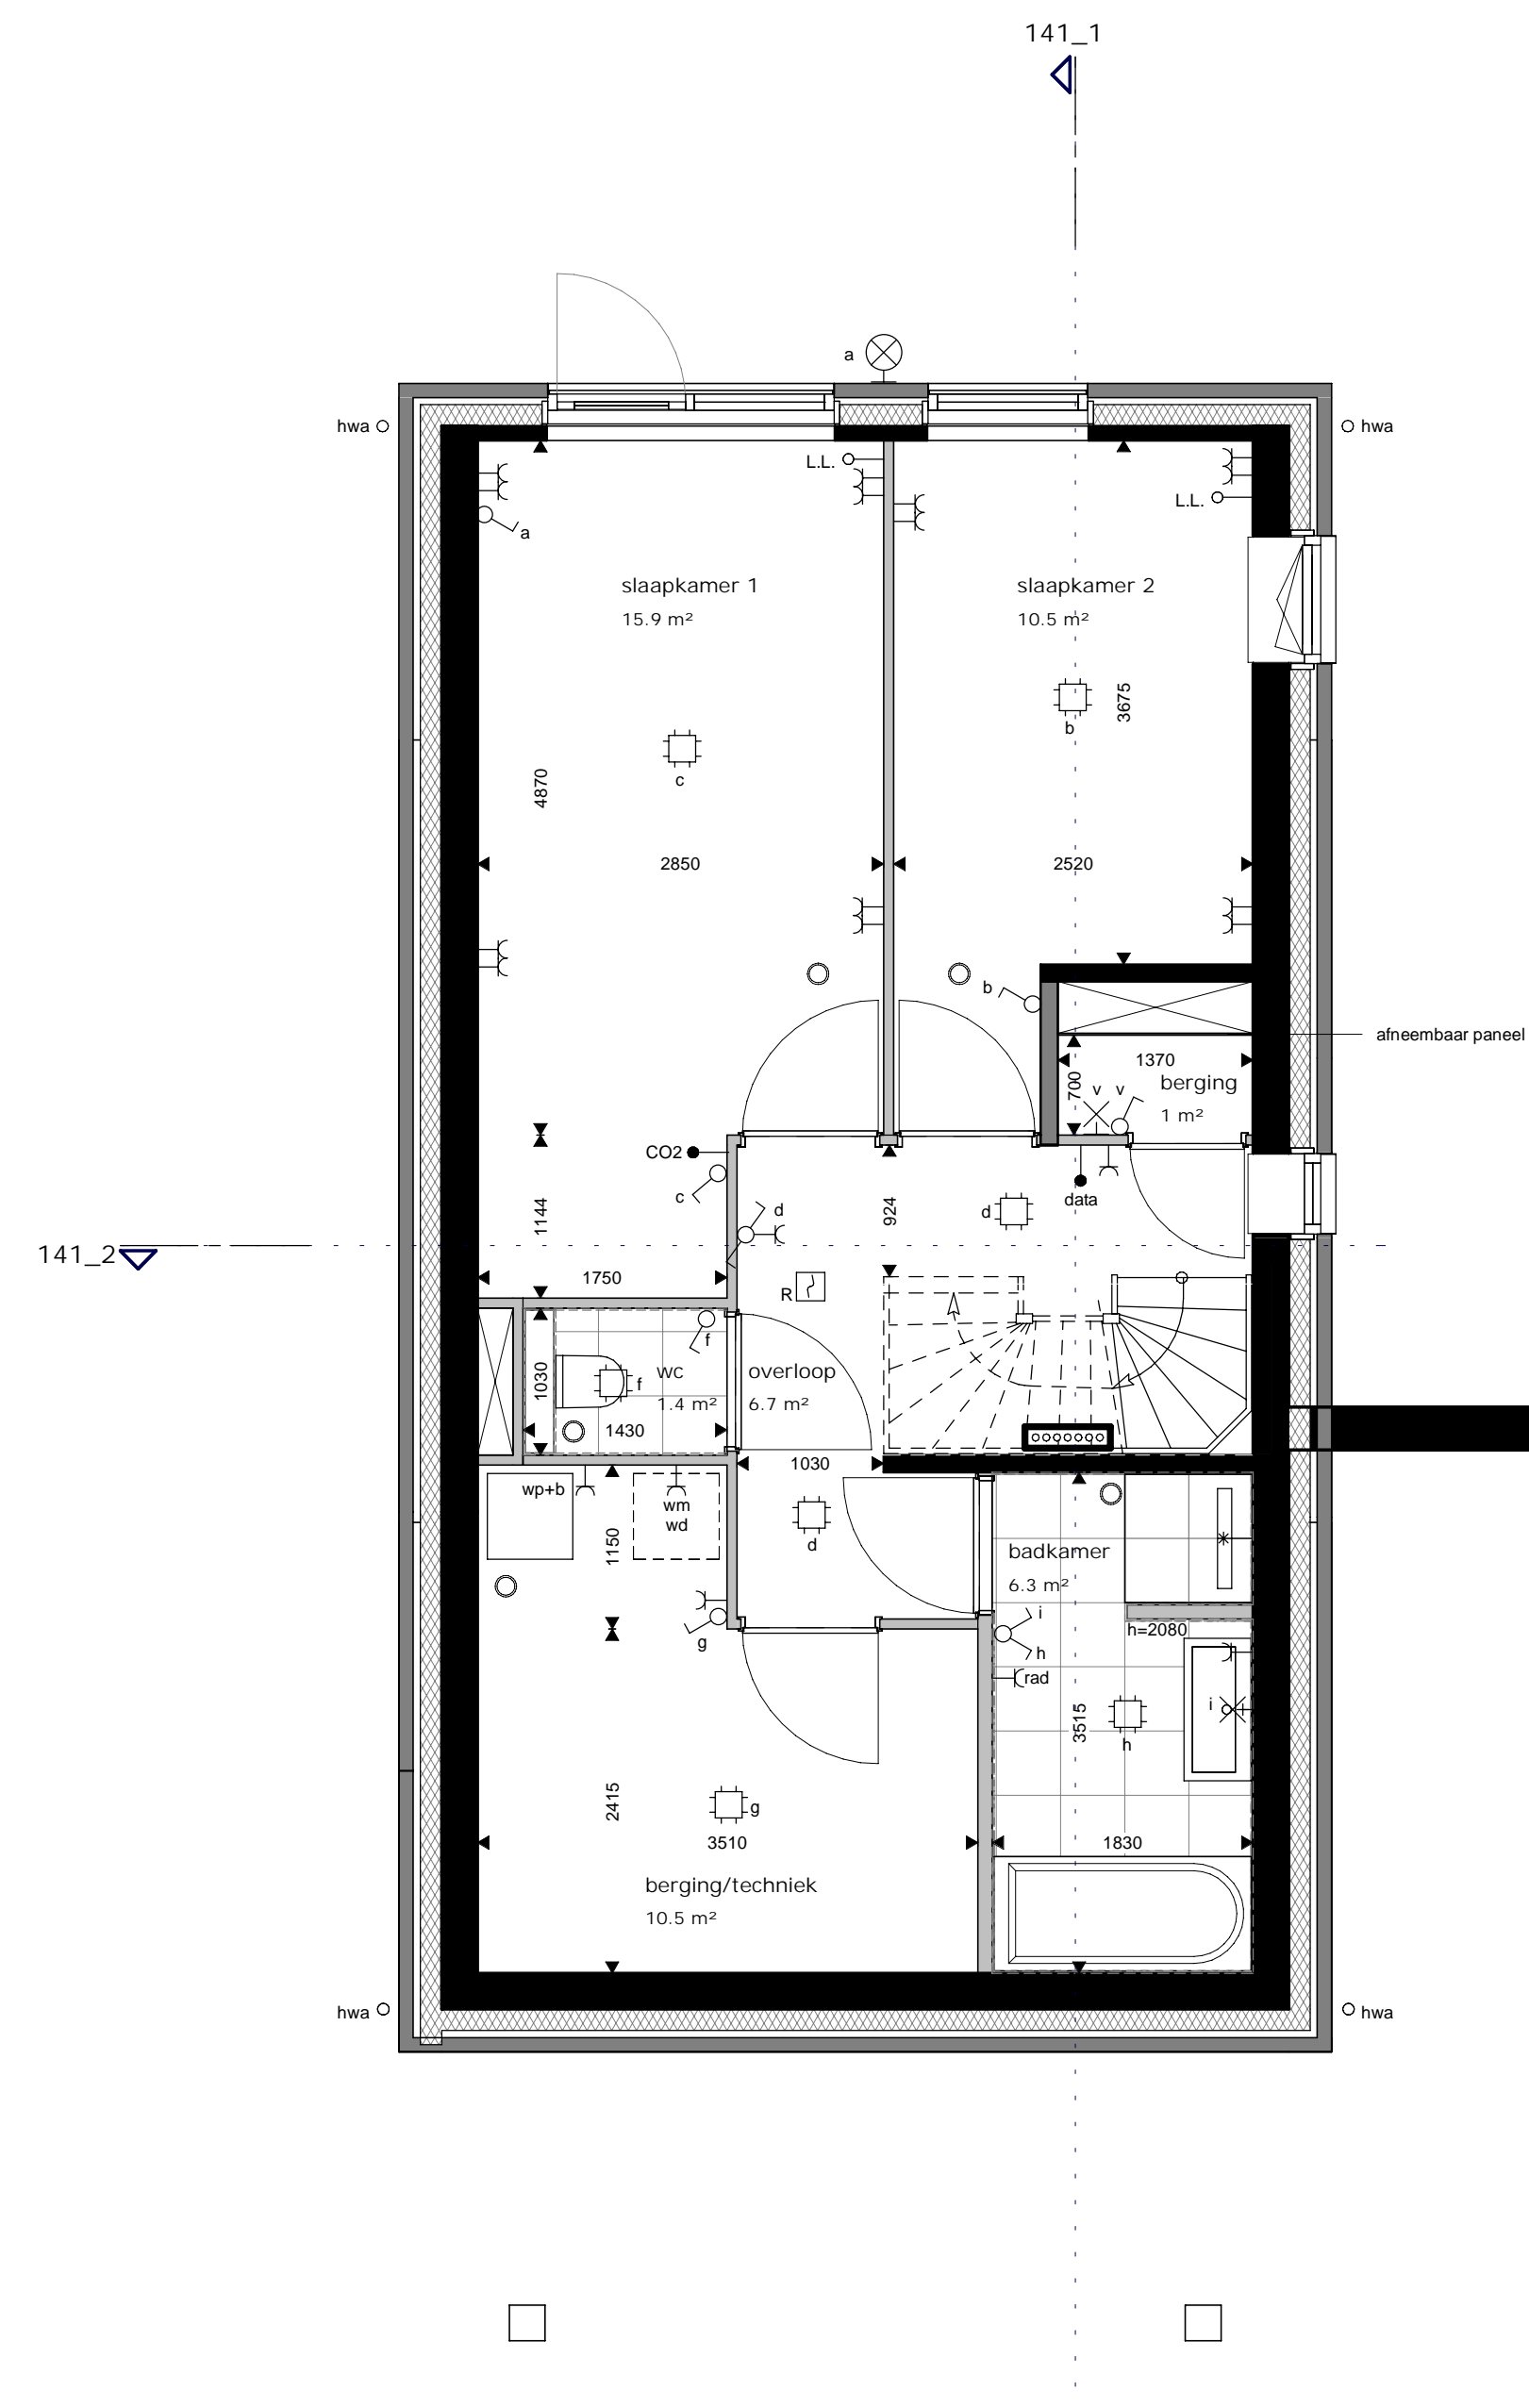 141_1
a
hwa
hwa
L.L.
L.L.
a
slaapkamer 1
15.9 m²
slaapkamer 2
10.5 m²
3675
b
c
4870
2850
2520
b
afneembaar paneel
1370
700
berging
v v
1 m²
CO2
c
data
d
924
d
1144
141_2
1750
R
f
1030
wc
f
1.4 m²
overloop
6.7 m²
1430
1030
wp+b
wm
wd
1150
d
badkamer
6.3 m²
i
h=2080
g
h
rad
i
3515
h
2415
g
3510
1830
berging/techniek
10.5 m²
hwa
hwa